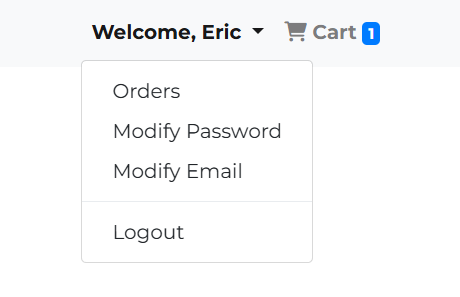 Welcome, Eric Cart 1
Orders
Modify Password
Modify Email
Logout